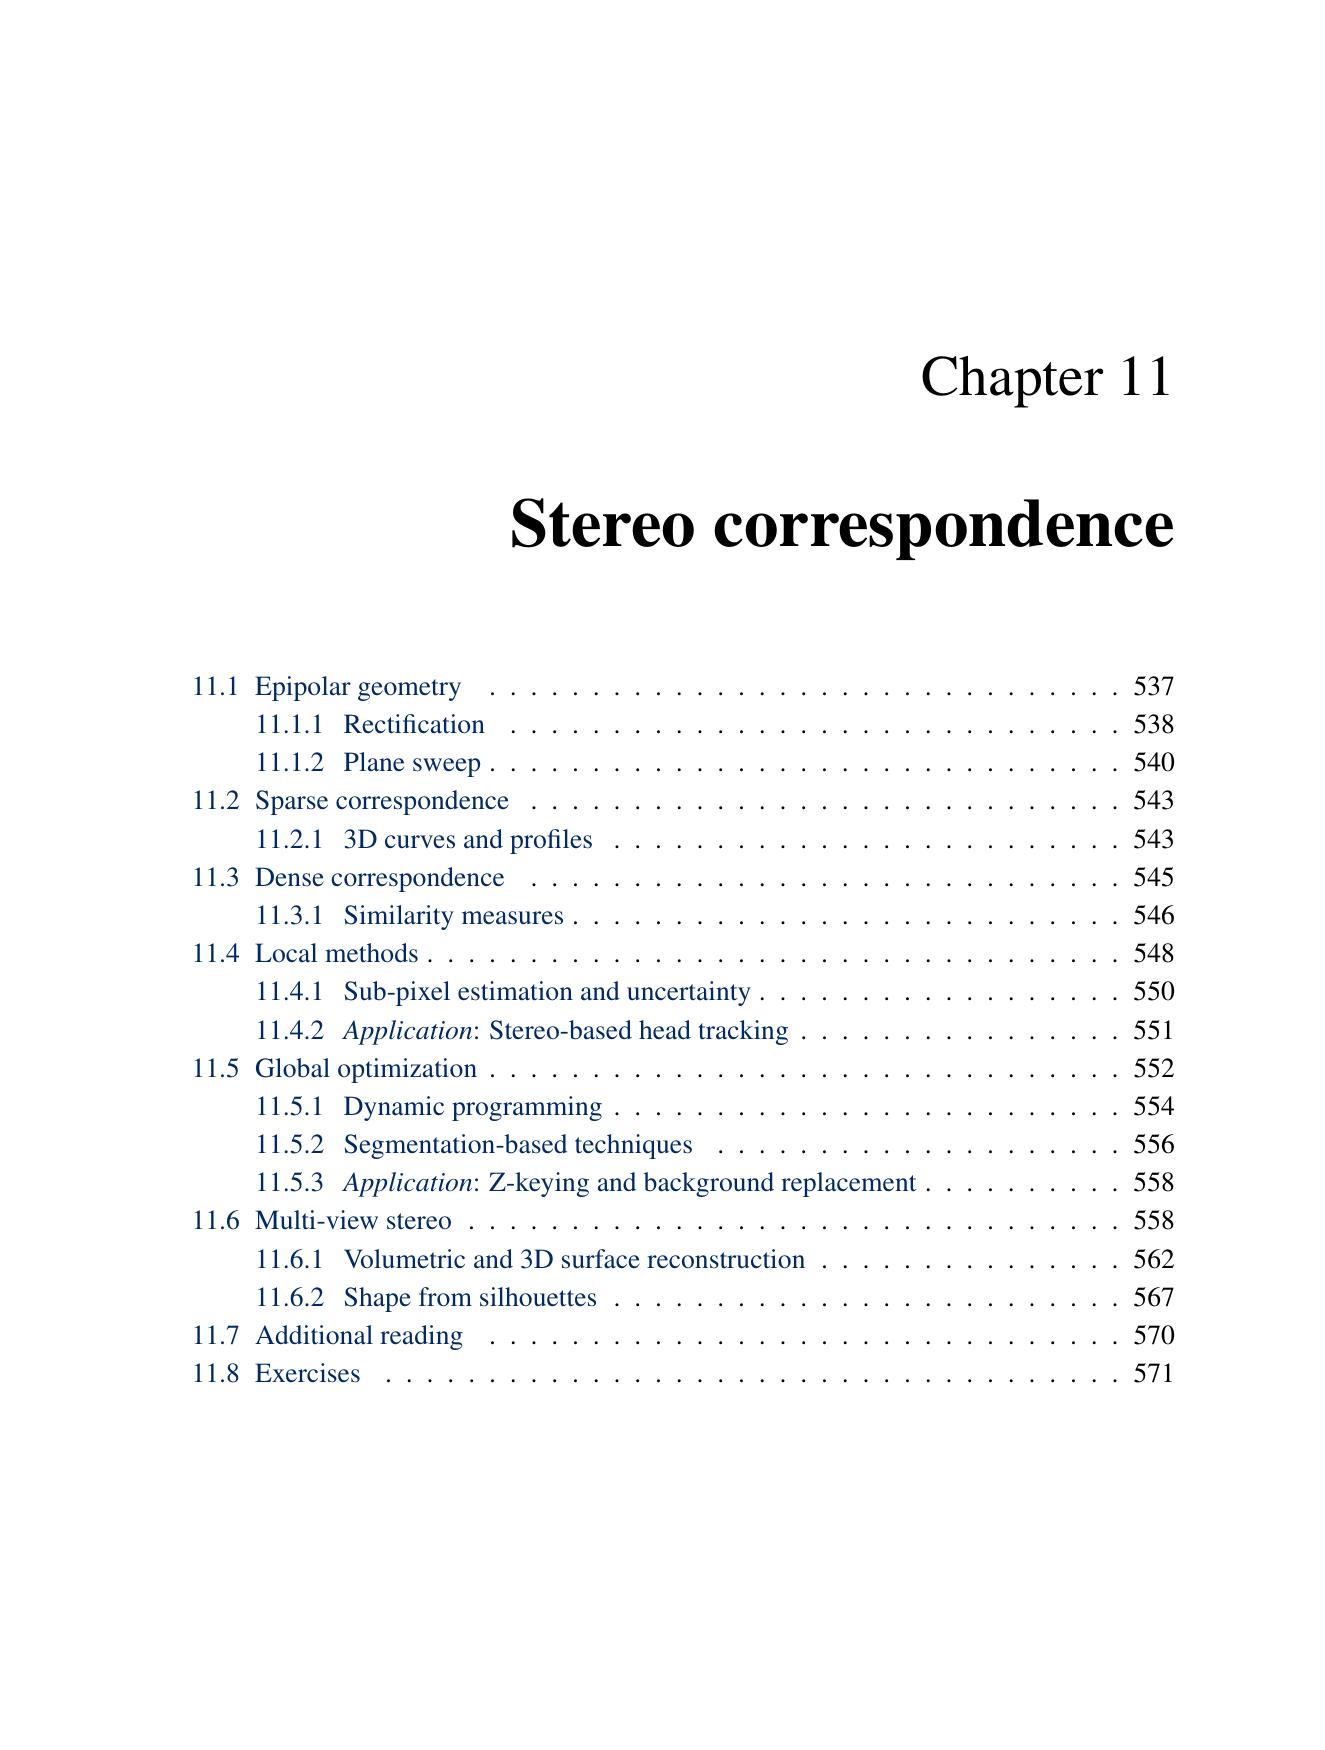 Chapter 11
Stereo correspondence
11.1 Epipolar geometry . . . . . . . . . . . . . . . . . . . . . . . . . . . . . . . 537
11.1.1 Rectification . . . . . . . . . . . . . . . . . . . . . . . . . . . . . . 538
11.1.2 Plane sweep . . . . . . . . . . . . . . . . . . . . . . . . . . . . . . . 540
11.2 Sparse correspondence . . . . . . . . . . . . . . . . . . . . . . . . . . . . . 543
11.2.1 3D curves and profiles . . . . . . . . . . . . . . . . . . . . . . . . . 543
11.3 Dense correspondence . . . . . . . . . . . . . . . . . . . . . . . . . . . . . 545
11.3.1 Similarity measures . . . . . . . . . . . . . . . . . . . . . . . . . . . 546
11.4 Local methods . . . . . . . . . . . . . . . . . . . . . . . . . . . . . . . . . . 548
11.4.1 Sub-pixel estimation and uncertainty . . . . . . . . . . . . . . . . . . 550
11.4.2 Application: Stereo-based head tracking . . . . . . . . . . . . . . . . 551
11.5 Global optimization . . . . . . . . . . . . . . . . . . . . . . . . . . . . . . . 552
11.5.1 Dynamic programming . . . . . . . . . . . . . . . . . . . . . . . . . 554
11.5.2 Segmentation-based techniques . . . . . . . . . . . . . . . . . . . . 556
11.5.3 Application: Z-keying and background replacement . . . . . . . . . . 558
11.6 Multi-view stereo . . . . . . . . . . . . . . . . . . . . . . . . . . . . . . . . 558
11.6.1 Volumetric and 3D surface reconstruction . . . . . . . . . . . . . . . 562
11.6.2 Shape from silhouettes . . . . . . . . . . . . . . . . . . . . . . . . . 567
11.7 Additional reading . . . . . . . . . . . . . . . . . . . . . . . . . . . . . . . 570
11.8 Exercises . . . . . . . . . . . . . . . . . . . . . . . . . . . . . . . . . . . . 571